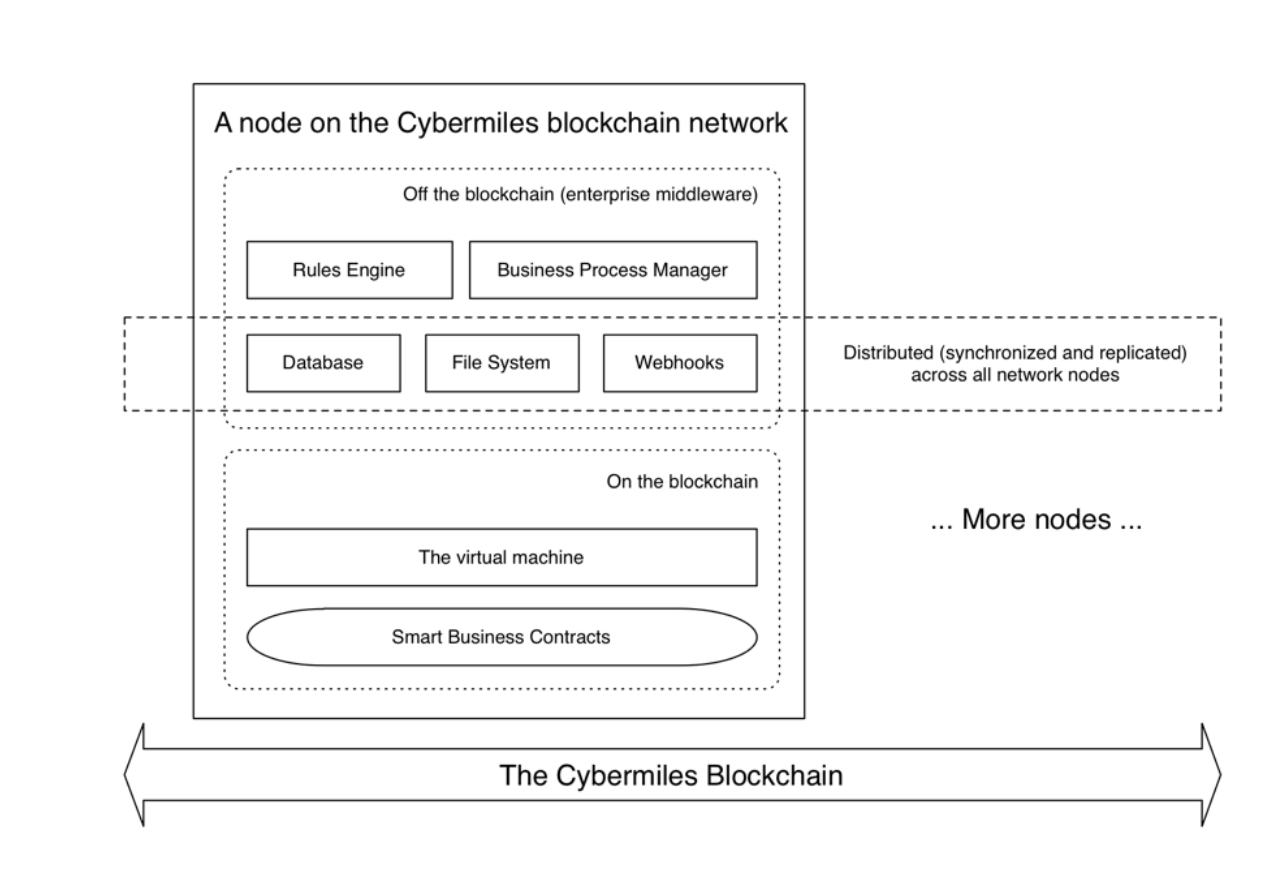 A node on the Cybermiles blockchain network
Off the blockchain (enterprise middleware)
Rules Engine
Business Process Manager
Database
File System
Webhooks
Distributed (synchronized and replicated)
across all network nodes
On the blockchain
... More nodes ...
The virtual machine
Smart Business Contracts
The Cybermiles Blockchain